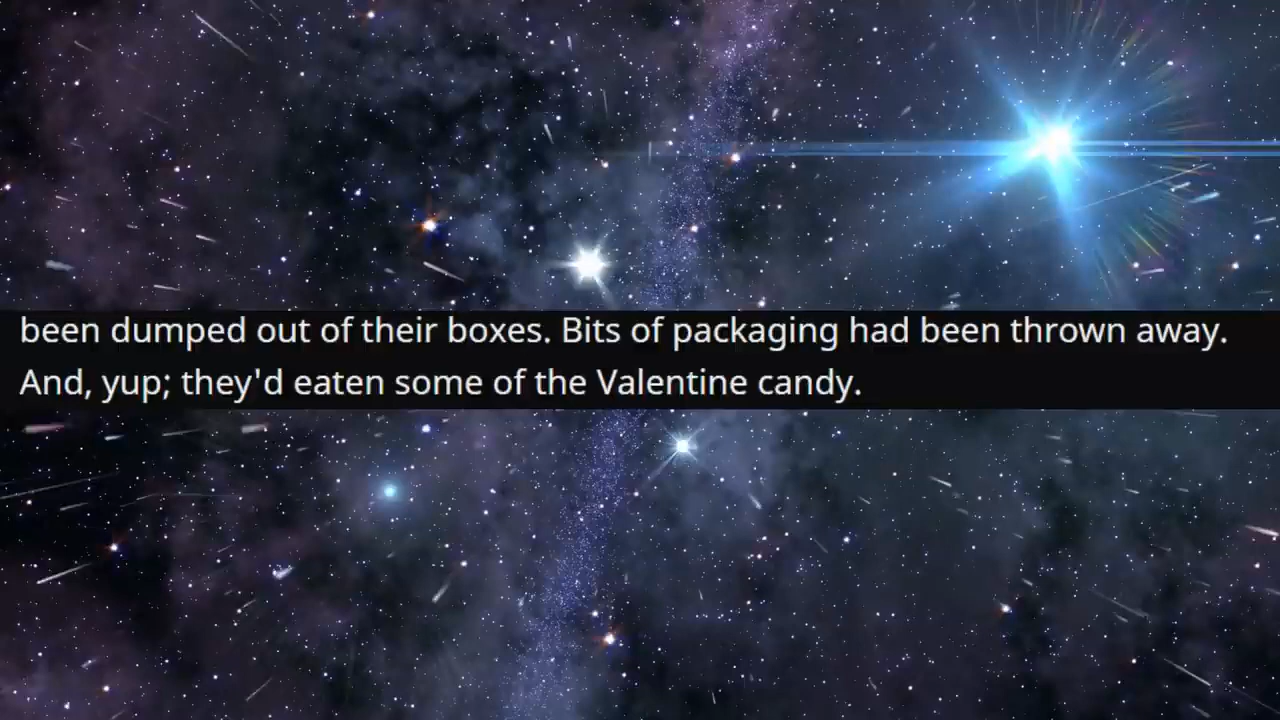 been dumped out of their boxes. Bits of packaging had been thrown away.
And, yup; they'd eaten some of the Valentine candy.